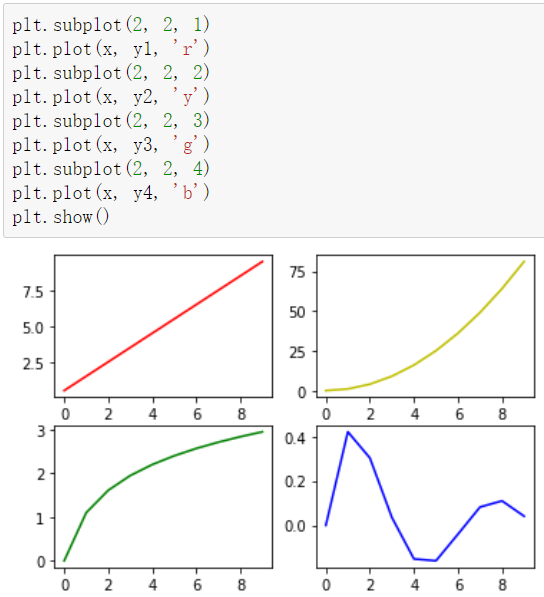 plt.subplot(2, 2, 1)
plt.plot(x, y1, 'r')
plt.subplot(2, 2, 2)
plt.plot(x, y2, 'y')
plt.subplot(2, 2, 3)
plt.plot(x, y3, 'g')
plt.subplot(2, 2, 4)
plt.plot(x, y4, 'b')
plt.show()
7.5
5.0
2.5
0 2 4 6 8
75
50
25
0
0 2 4 6 8
3
2
1
0
0 2 4 6 8
0.4
0.2
0.0
0 2 4 6 8